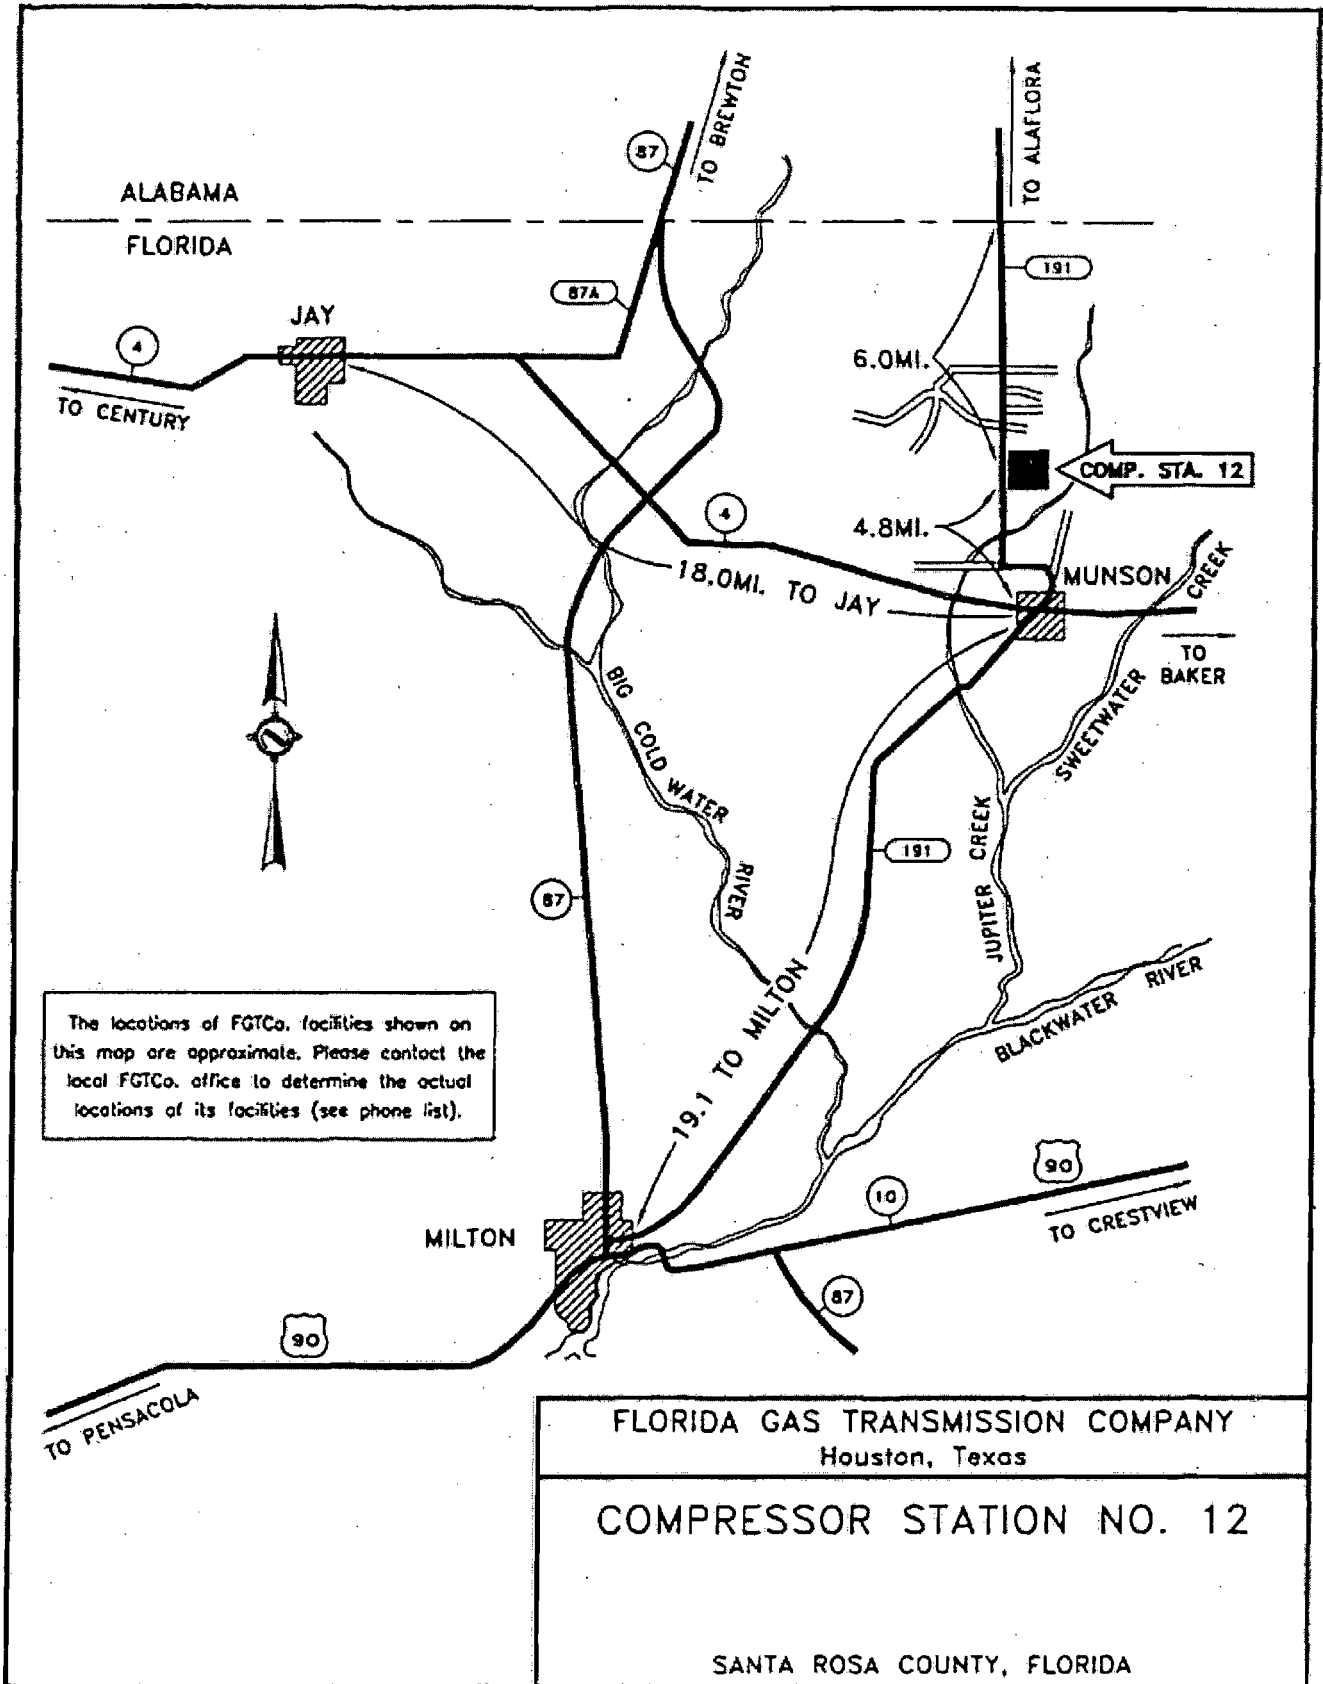 TO BREWTON
TO ALAFLORA
87
ALABAMA
FLORIDA
191
87A
JAY
4
6.0MI.
TO CENTURY
COMP. STA. 12
4
4.8MI.
18.0MI. TO JAY
MUNSON
SWEETWATER CREEK
TO
BAKER
BIG COLD WATER RIVER
JUPITER CREEK
191
87
19.1 TO MILTON
BLACKWATER RIVER
The locations of FGTCo. facilities shown on
this map are approximate. Please contact the
local FGTCo. office to determine the actual
locations of its facilities (see phone list).
90
10
TO CRESTVIEW
MILTON
87
90
TO PENSACOLA
FLORIDA GAS TRANSMISSION COMPANY
Houston, Texas
COMPRESSOR STATION NO. 12
SANTA ROSA COUNTY, FLORIDA